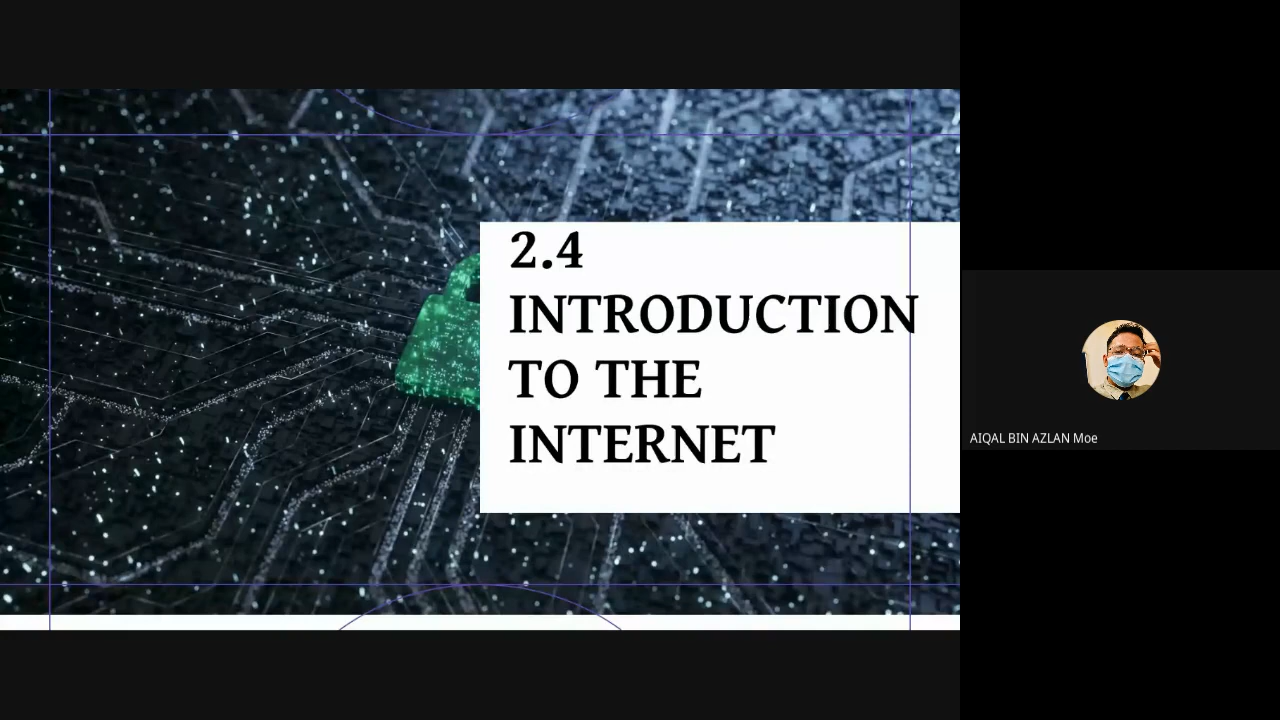 2.4
INTRODUCTION
TO THE
INTERNET
AIQAL BIN AZLAN Moe